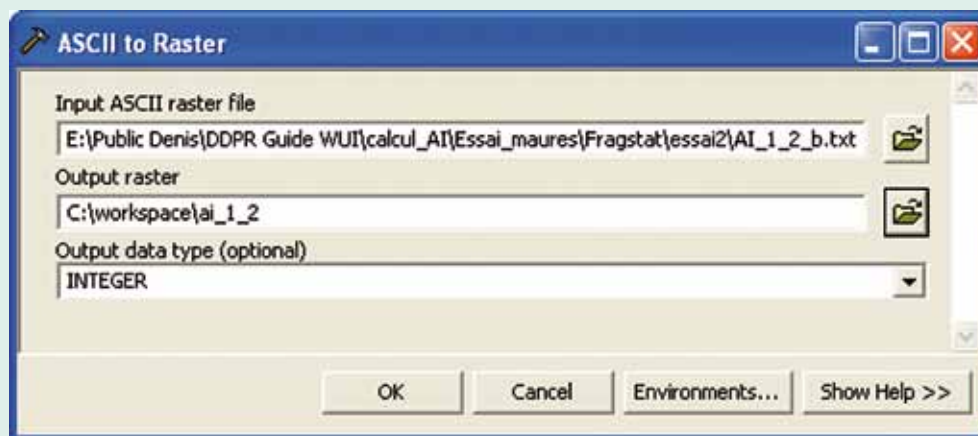 ASCII to Raster
Input ASCII raster file
E:\Public Denis\DDPR Guide WUI\calcul_AI\Essai_maures\Fragstat\essai2\AI_1_2_b.txt
Output raster
C:\workspace\ai_1_2
Output data type (optional)
INTEGER
OK Cancel Environments... Show Help >>